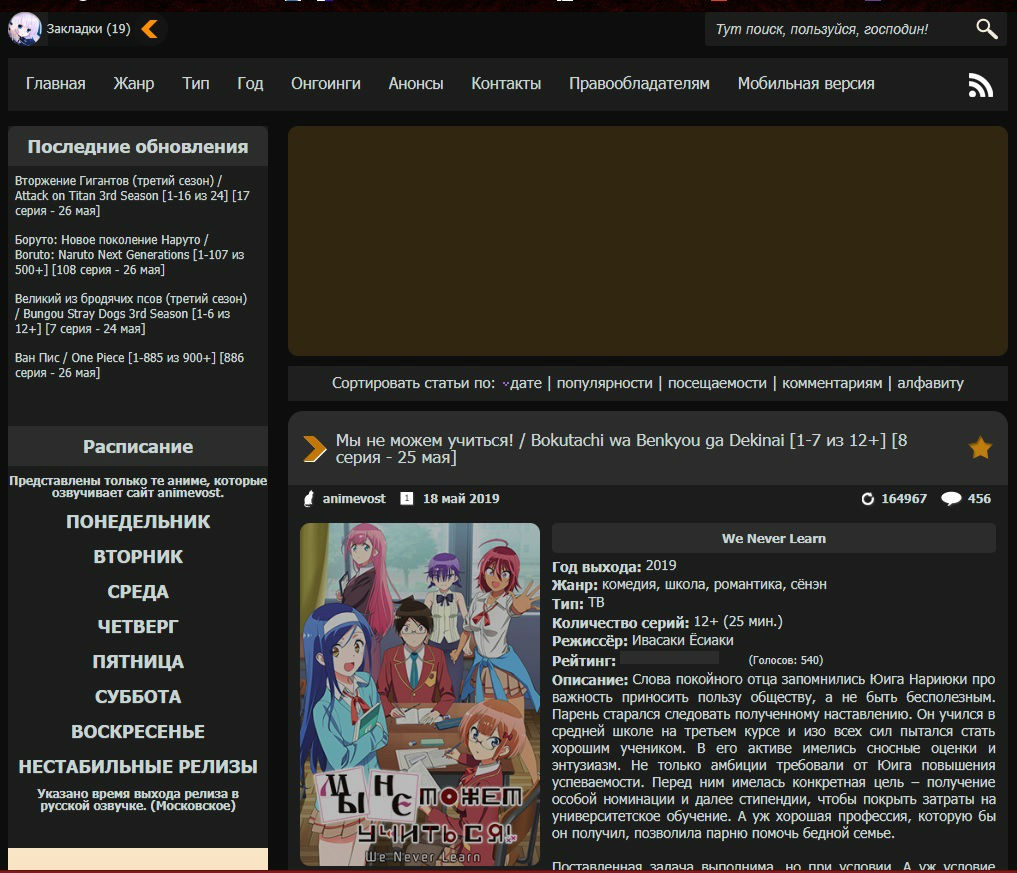 Закладки (19)
Тут поиск, пользуйся, господин!
Главная Жанр Тип Год Онгоинги Анонсы Контакты Правообладателям Мобильная версия
Последние обновления
Вторжение Гигантов (третий сезон) /
Attack on Titan 3rd Season [1-16 из 24] [17
серия - 26 мая]
Боруто: Новое поколение Наруто /
Boruto: Naruto Next Generations [1-107 из
500+] [108 серия - 26 мая]
Великий из бродячих псов (третий сезон)
/ Bungou Stray Dogs 3rd Season [1-6 из
12+] [7 серия - 24 мая]
Ван Пис / One Piece [1-885 из 900+] [886
серия - 26 мая]
Расписание
Представлены только те аниме, которые
озвучивает сайт animevost.
ПОНЕДЕЛЬНИК
ВТОРНИК
СРЕДА
ЧЕТВЕРГ
ПЯТНИЦА
СУББОТА
ВОСКРЕСЕНЬЕ
НЕСТАБИЛЬНЫЕ РЕЛИЗЫ
Указано время выхода релиза в
русской озвучке. (Московское)
Сортировать статьи по: дате | популярности | посещаемости | комментариям | алфавиту
Мы не можем учиться! / Bokutachi wa Benkyou ga Dekinai [1-7 из 12+] [8
серия - 25 мая]
animevost 1 18 май 2019 164967 456
МЫ НЕ МОЖЕМ
УЧИТЬСЯ!
We Never Learn
We Never Learn
Год выхода: 2019
Жанр: комедия, школа, романтика, сёнэн
Тип: ТВ
Количество серий: 12+ (25 мин.)
Режиссёр: Ивасаки Ёсиаки
Рейтинг: (Голосов: 540)
Описание: Слова покойного отца запомнились Юига Нариюки про
важность приносить пользу обществу, а не быть бесполезным.
Парень старался следовать полученному наставлению. Он учился в
средней школе на третьем курсе и изо всех сил пытался стать
хорошим учеником. В его активе имелись сносные оценки и
энтузиазм. Не только амбиции требовали от Юига повышения
успеваемости. Перед ним имелась конкретная цель – получение
особой номинации и далее стипендии, чтобы покрыть затраты на
университетское обучение. А уж хорошая профессия, которую бы
он получил, позволила парню помочь бедной семье.
Поставленная задача выполнима, но при условии. А уж условие